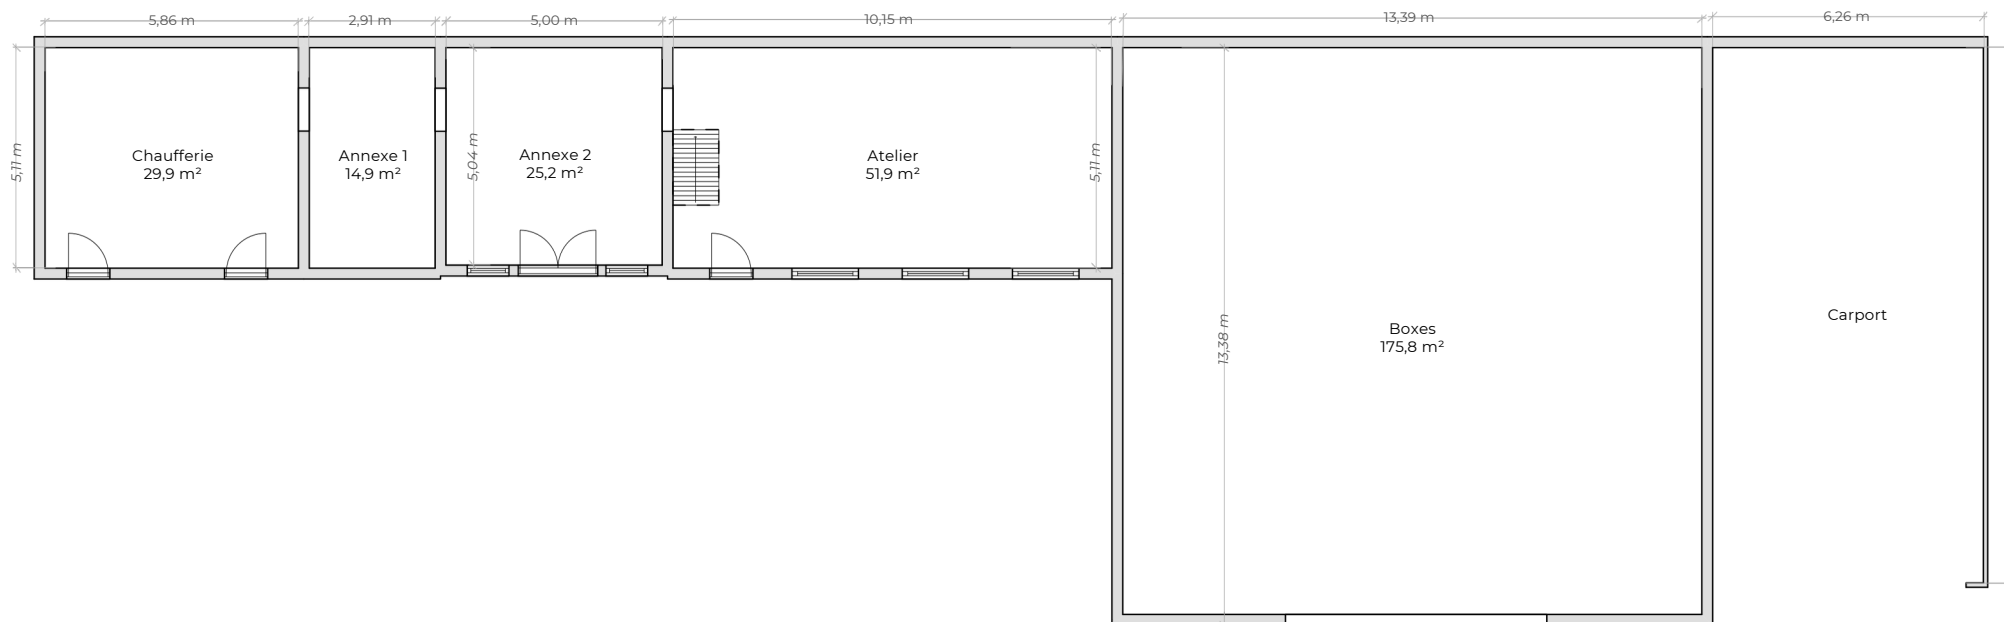 5,86 m
2,91 m
5,00 m
10,15 m
13,39 m
6,26 m
5,11 m
Chaufferie
29,9 m²
Annexe 1
14,9 m²
5,04 m
Annexe 2
25,2 m²
Atelier
51,9 m²
5,11 m
13,38 m
Boxes
175,8 m²
Carport